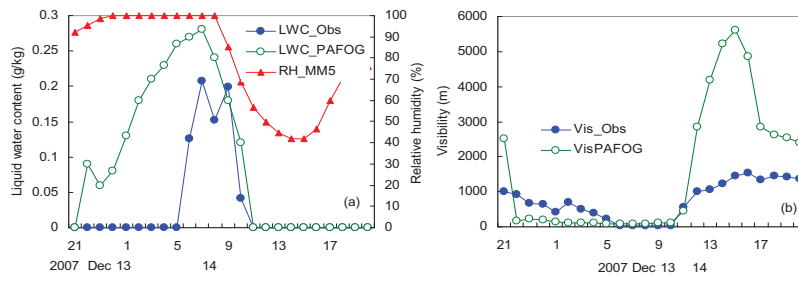 0.3
0.25
0.2
0.15
0.1
0.05
0
Liquid water content (g/kg)
LWC_Obs
LWC_PAFOG
RH_MM5
100
90
80
70
60
50
40
30
20
10
0
Relative humidity (%)
(a)
21 1 5 9 13 17
2007 Dec 13 14
6000
5000
4000
3000
2000
1000
0
Visibility (m)
Vis_Obs
VisPAFOG
(b)
21 1 5 9 13 17
2007 Dec 13 14